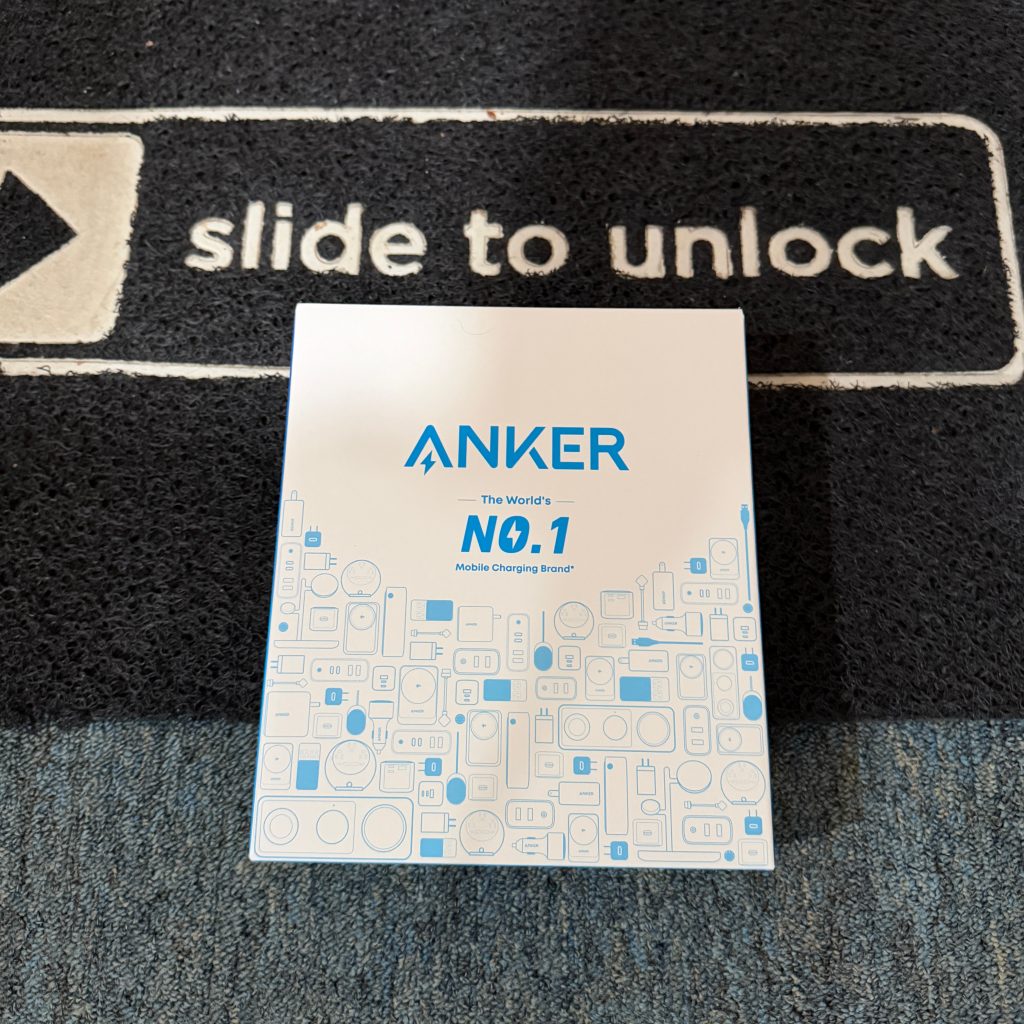 slide to unlock
ANKER
The World's
NO.1
Mobile Charging Brand*